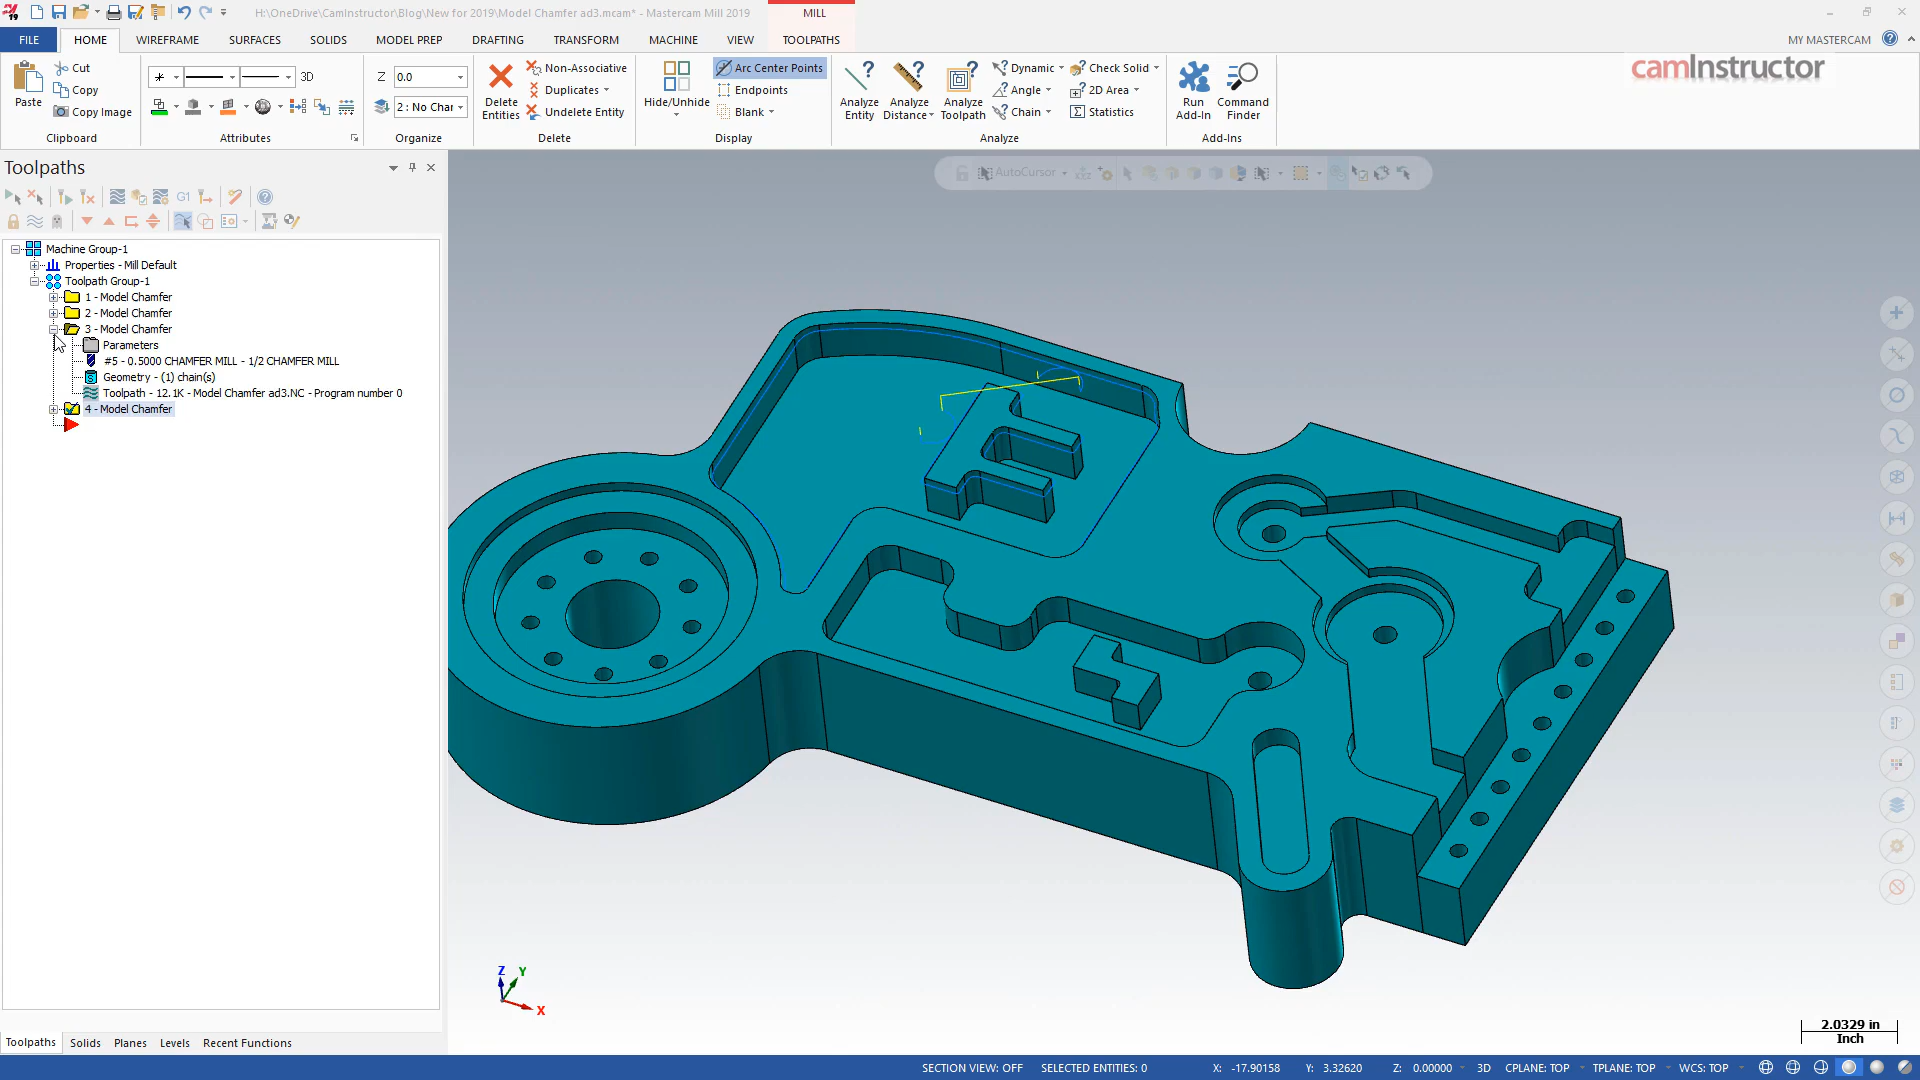 H:\OneDrive\CamInstructor\Blog\New for 2019\Model Chamfer ad3.mcam* - Mastercam Mill 2019
MILL
FILE HOME WIREFRAME SURFACES SOLIDS MODEL PREP DRAFTING TRANSFORM MACHINE VIEW TOOLPATHS MY MASTERCAM
Paste
Cut
Copy
Copy Image
Clipboard
3D
Attributes
Z 0.0
2 : No Char
Organize
Delete Entities
Non-Associative
Duplicates
Undelete Entity
Delete
Hide/Unhide
Arc Center Points
Endpoints
Blank
Display
Analyze Entity
Analyze Distance
Analyze Toolpath
Dynamic
Angle
Chain
Check Solid
2D Area
Statistics
Analyze
Run Add-In
Command Finder
Add-Ins
camInstructor
Toolpaths
G1
AutoCursor
Machine Group-1
Properties - Mill Default
Toolpath Group-1
1 - Model Chamfer
2 - Model Chamfer
3 - Model Chamfer
Parameters
#5 - 0.5000 CHAMFER MILL - 1/2 CHAMFER MILL
Geometry - (1) chain(s)
Toolpath - 12.1K - Model Chamfer ad3.NC - Program number 0
4 - Model Chamfer
Z
Y
X
2.0329 in
Inch
Toolpaths Solids Planes Levels Recent Functions
SECTION VIEW: OFF SELECTED ENTITIES: 0 X: -17.90158 Y: 3.32620 Z: 0.00000 3D CPLANE: TOP TPLANE: TOP WCS: TOP